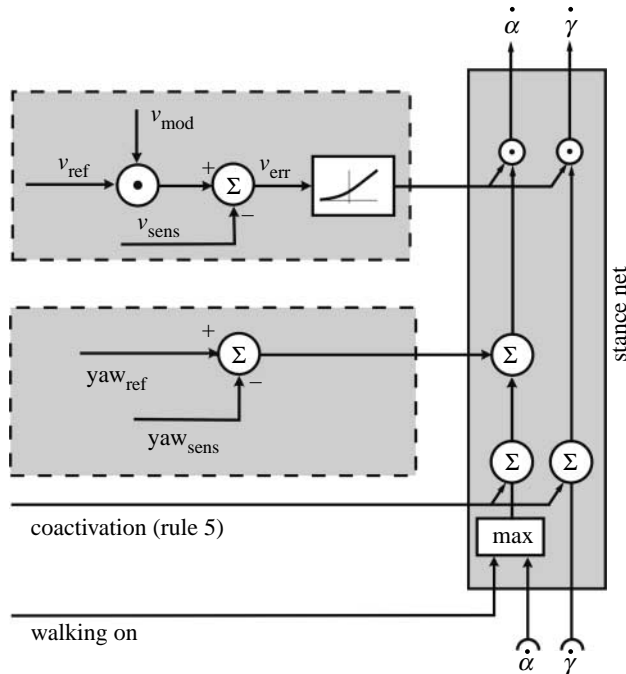 α̇ γ̇
v_mod
v_ref
+
Σ
v_err
−
v_sens
+
Σ
−
yaw_ref
yaw_sens
Σ
Σ Σ
coactivation (rule 5)
max
walking on
α̇ γ̇
stance net